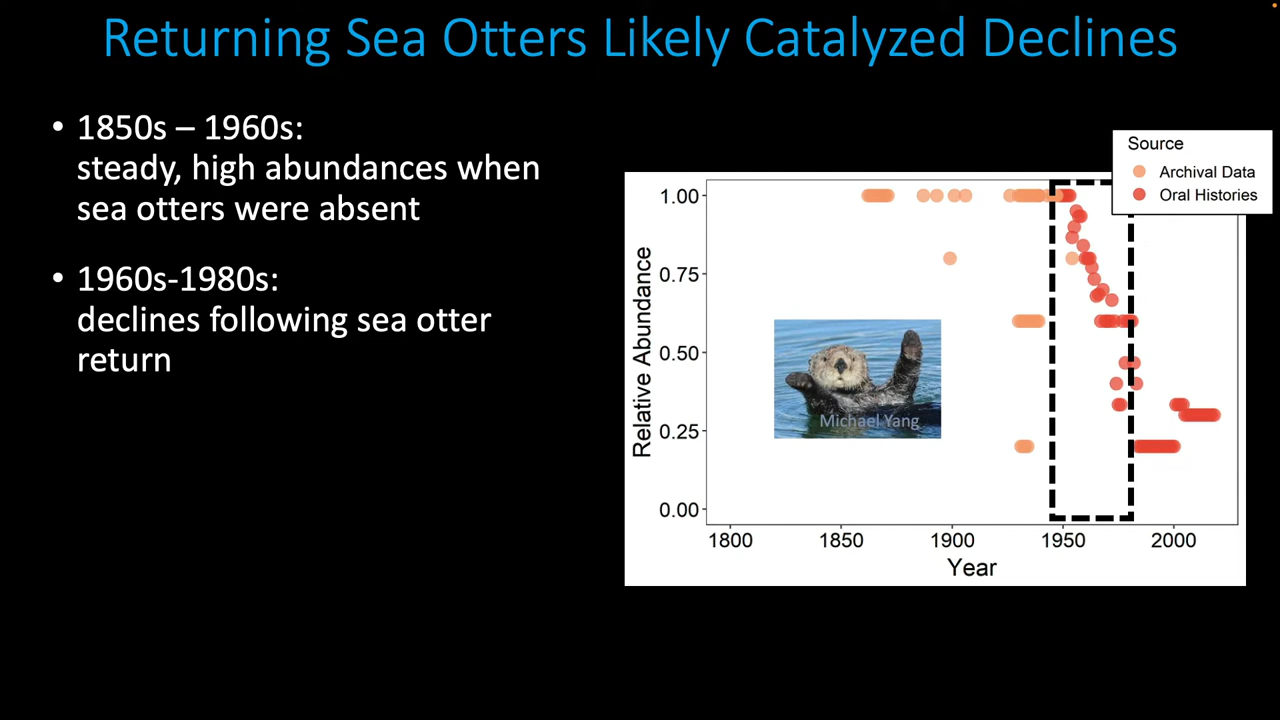 Returning Sea Otters Likely Catalyzed Declines
• 1850s – 1960s:
steady, high abundances when
sea otters were absent
• 1960s-1980s:
declines following sea otter
return
Source
Archival Data
Oral Histories
1.00
0.75
0.50
0.25
0.00
Relative Abundance
Michael Yang
1800 1850 1900 1950 2000
Year